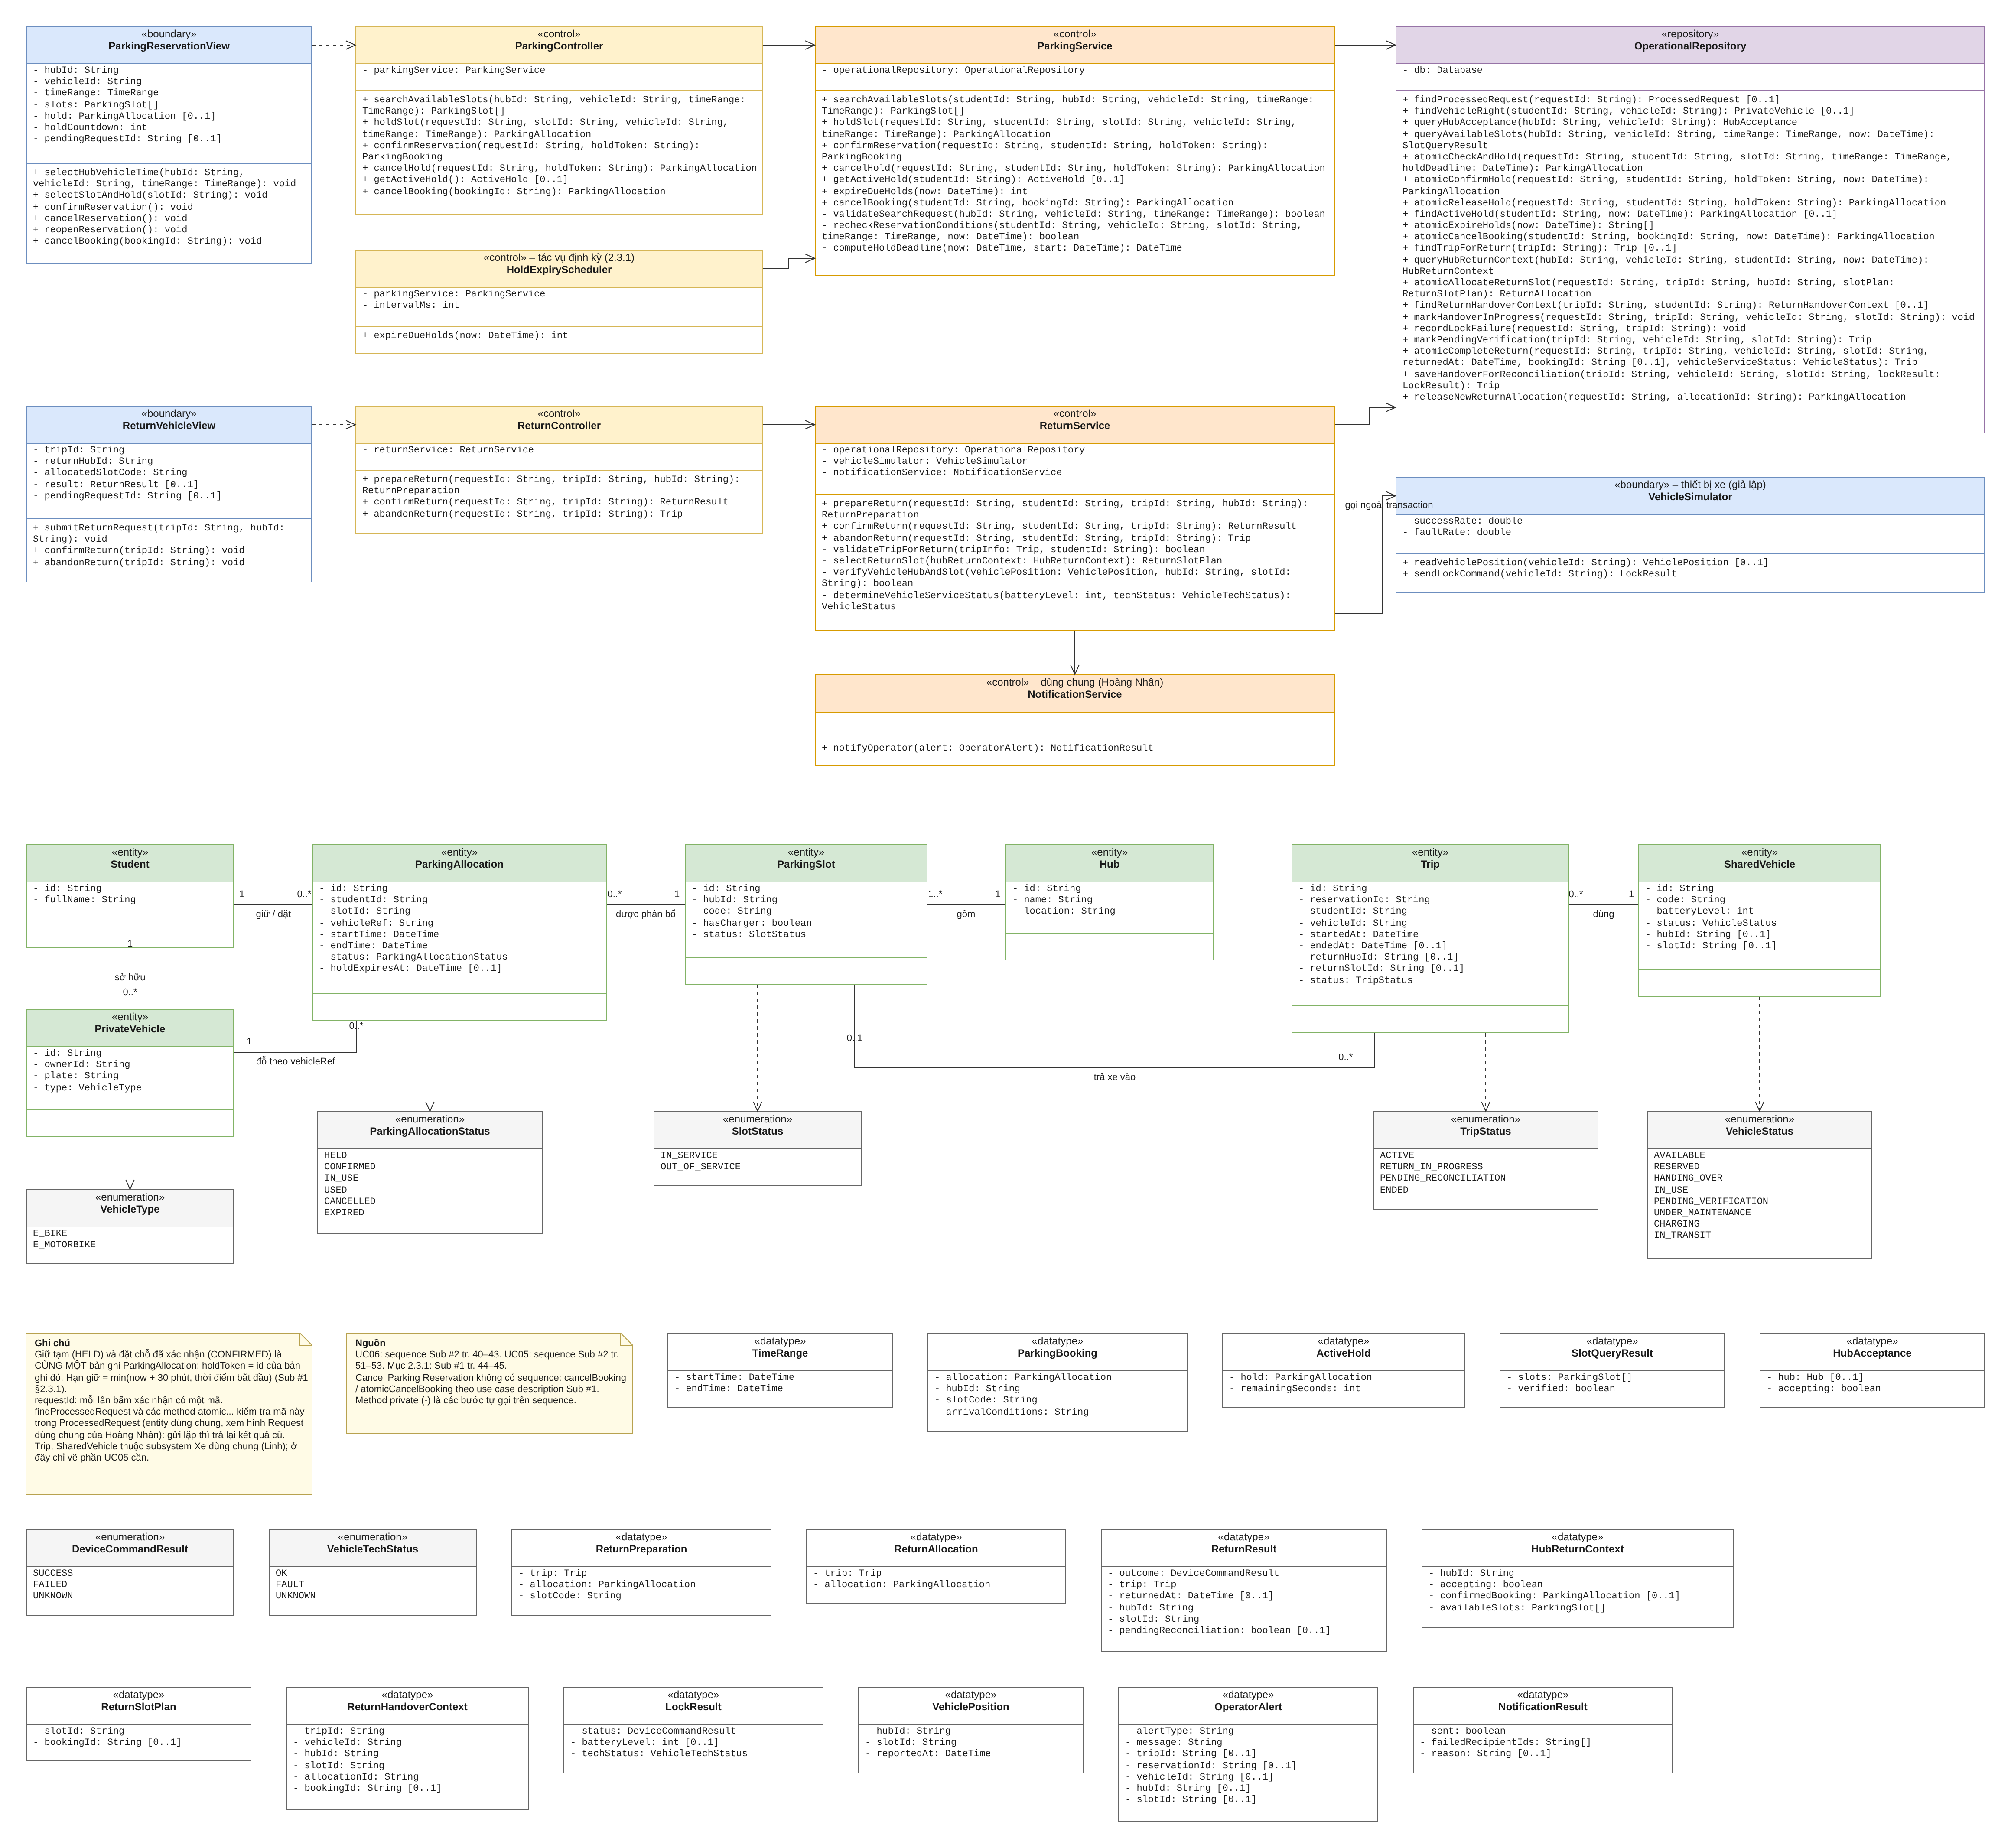 «boundary»
ParkingReservationView
- hubId: String
- vehicleId: String
- timeRange: TimeRange
- slots: ParkingSlot[]
- hold: ParkingAllocation [0..1]
- holdCountdown: int
- pendingRequestId: String [0..1]
+ selectHubVehicleTime(hubId: String,
vehicleId: String, timeRange: TimeRange): void
+ selectSlotAndHold(slotId: String): void
+ confirmReservation(): void
+ cancelReservation(): void
+ reopenReservation(): void
+ cancelBooking(bookingId: String): void
«control»
ParkingController
- parkingService: ParkingService
+ searchAvailableSlots(hubId: String, vehicleId: String, timeRange:
TimeRange): ParkingSlot[]
+ holdSlot(requestId: String, slotId: String, vehicleId: String,
timeRange: TimeRange): ParkingAllocation
+ confirmReservation(requestId: String, holdToken: String):
ParkingBooking
+ cancelHold(requestId: String, holdToken: String): ParkingAllocation
+ getActiveHold(): ActiveHold [0..1]
+ cancelBooking(bookingId: String): ParkingAllocation
«control» – tác vụ định kỳ (2.3.1)
HoldExpiryScheduler
- parkingService: ParkingService
- intervalMs: int
+ expireDueHolds(now: DateTime): int
«control»
ParkingService
- operationalRepository: OperationalRepository
+ searchAvailableSlots(studentId: String, hubId: String, vehicleId: String, timeRange:
TimeRange): ParkingSlot[]
+ holdSlot(requestId: String, studentId: String, slotId: String, vehicleId: String,
timeRange: TimeRange): ParkingAllocation
+ confirmReservation(requestId: String, studentId: String, holdToken: String):
ParkingBooking
+ cancelHold(requestId: String, studentId: String, holdToken: String): ParkingAllocation
+ getActiveHold(studentId: String): ActiveHold [0..1]
+ expireDueHolds(now: DateTime): int
+ cancelBooking(studentId: String, bookingId: String): ParkingAllocation
- validateSearchRequest(hubId: String, vehicleId: String, timeRange: TimeRange): boolean
- recheckReservationConditions(studentId: String, vehicleId: String, slotId: String,
timeRange: TimeRange, now: DateTime): boolean
- computeHoldDeadline(now: DateTime, start: DateTime): DateTime
«repository»
OperationalRepository
- db: Database
+ findProcessedRequest(requestId: String): ProcessedRequest [0..1]
+ findVehicleRight(studentId: String, vehicleId: String): PrivateVehicle [0..1]
+ queryHubAcceptance(hubId: String, vehicleId: String): HubAcceptance
+ queryAvailableSlots(hubId: String, vehicleId: String, timeRange: TimeRange, now: DateTime):
SlotQueryResult
+ atomicCheckAndHold(requestId: String, studentId: String, slotId: String, timeRange: TimeRange,
holdDeadline: DateTime): ParkingAllocation
+ atomicConfirmHold(requestId: String, studentId: String, holdToken: String, now: DateTime):
ParkingAllocation
+ atomicReleaseHold(requestId: String, studentId: String, holdToken: String): ParkingAllocation
+ findActiveHold(studentId: String, now: DateTime): ParkingAllocation [0..1]
+ atomicExpireHolds(now: DateTime): String[]
+ atomicCancelBooking(studentId: String, bookingId: String, now: DateTime): ParkingAllocation
+ findTripForReturn(tripId: String): Trip [0..1]
+ queryHubReturnContext(hubId: String, vehicleId: String, studentId: String, now: DateTime):
HubReturnContext
+ atomicAllocateReturnSlot(requestId: String, tripId: String, hubId: String, slotPlan:
ReturnSlotPlan): ReturnAllocation
+ findReturnHandoverContext(tripId: String, studentId: String): ReturnHandoverContext [0..1]
+ markHandoverInProgress(requestId: String, tripId: String, vehicleId: String, slotId: String): void
+ recordLockFailure(requestId: String, tripId: String): void
+ markPendingVerification(tripId: String, vehicleId: String, slotId: String): Trip
+ atomicCompleteReturn(requestId: String, tripId: String, vehicleId: String, slotId: String,
returnedAt: DateTime, bookingId: String [0..1], vehicleServiceStatus: VehicleStatus): Trip
+ saveHandoverForReconciliation(tripId: String, vehicleId: String, slotId: String, lockResult:
LockResult): Trip
+ releaseNewReturnAllocation(requestId: String, allocationId: String): ParkingAllocation
«boundary»
ReturnVehicleView
- tripId: String
- returnHubId: String
- allocatedSlotCode: String
- result: ReturnResult [0..1]
- pendingRequestId: String [0..1]
+ submitReturnRequest(tripId: String, hubId:
String): void
+ confirmReturn(tripId: String): void
+ abandonReturn(tripId: String): void
«control»
ReturnController
- returnService: ReturnService
+ prepareReturn(requestId: String, tripId: String, hubId: String):
ReturnPreparation
+ confirmReturn(requestId: String, tripId: String): ReturnResult
+ abandonReturn(requestId: String, tripId: String): Trip
«control»
ReturnService
- operationalRepository: OperationalRepository
- vehicleSimulator: VehicleSimulator
- notificationService: NotificationService
+ prepareReturn(requestId: String, studentId: String, tripId: String, hubId: String):
ReturnPreparation
+ confirmReturn(requestId: String, studentId: String, tripId: String): ReturnResult
+ abandonReturn(requestId: String, studentId: String, tripId: String): Trip
- validateTripForReturn(tripInfo: Trip, studentId: String): boolean
- selectReturnSlot(hubReturnContext: HubReturnContext): ReturnSlotPlan
- verifyVehicleHubAndSlot(vehiclePosition: VehiclePosition, hubId: String, slotId:
String): boolean
- determineVehicleServiceStatus(batteryLevel: int, techStatus: VehicleTechStatus):
VehicleStatus
gọi ngoài transaction
«boundary» – thiết bị xe (giả lập)
VehicleSimulator
- successRate: double
- faultRate: double
+ readVehiclePosition(vehicleId: String): VehiclePosition [0..1]
+ sendLockCommand(vehicleId: String): LockResult
«control» – dùng chung (Hoàng Nhân)
NotificationService
+ notifyOperator(alert: OperatorAlert): NotificationResult
«entity»
Student
- id: String
- fullName: String
1
giữ / đặt
0..*
«entity»
ParkingAllocation
- id: String
- studentId: String
- slotId: String
- vehicleRef: String
- startTime: DateTime
- endTime: DateTime
- status: ParkingAllocationStatus
- holdExpiresAt: DateTime [0..1]
0..*
được phân bổ
1
«entity»
ParkingSlot
- id: String
- hubId: String
- code: String
- hasCharger: boolean
- status: SlotStatus
1..*
gồm
1
«entity»
Hub
- id: String
- name: String
- location: String
«entity»
Trip
- id: String
- reservationId: String
- studentId: String
- vehicleId: String
- startedAt: DateTime
- endedAt: DateTime [0..1]
- returnHubId: String [0..1]
- returnSlotId: String [0..1]
- status: TripStatus
0..*
dùng
1
«entity»
SharedVehicle
- id: String
- code: String
- batteryLevel: int
- status: VehicleStatus
- hubId: String [0..1]
- slotId: String [0..1]
1
sở hữu
0..*
«entity»
PrivateVehicle
- id: String
- ownerId: String
- plate: String
- type: VehicleType
1
đỗ theo vehicleRef
0..*
0..1
trả xe vào
0..*
«enumeration»
VehicleType
E_BIKE
E_MOTORBIKE
«enumeration»
ParkingAllocationStatus
HELD
CONFIRMED
IN_USE
USED
CANCELLED
EXPIRED
«enumeration»
SlotStatus
IN_SERVICE
OUT_OF_SERVICE
«enumeration»
TripStatus
ACTIVE
RETURN_IN_PROGRESS
PENDING_RECONCILIATION
ENDED
«enumeration»
VehicleStatus
AVAILABLE
RESERVED
HANDING_OVER
IN_USE
PENDING_VERIFICATION
UNDER_MAINTENANCE
CHARGING
IN_TRANSIT
Ghi chú
Giữ tạm (HELD) và đặt chỗ đã xác nhận (CONFIRMED) là
CÙNG MỘT bản ghi ParkingAllocation; holdToken = id của bản
ghi đó. Hạn giữ = min(now + 30 phút, thời điểm bắt đầu) (Sub #1
§2.3.1).
requestId: mỗi lần bấm xác nhận có một mã.
findProcessedRequest và các method atomic... kiểm tra mã này
trong ProcessedRequest (entity dùng chung, xem hình Request
dùng chung của Hoàng Nhân): gửi lặp thì trả lại kết quả cũ.
Trip, SharedVehicle thuộc subsystem Xe dùng chung (Linh); ở
đây chỉ vẽ phần UC05 cần.
Nguồn
UC06: sequence Sub #2 tr. 40–43. UC05: sequence Sub #2 tr.
51–53. Mục 2.3.1: Sub #1 tr. 44–45.
Cancel Parking Reservation không có sequence: cancelBooking
/ atomicCancelBooking theo use case description Sub #1.
Method private (-) là các bước tự gọi trên sequence.
«datatype»
TimeRange
- startTime: DateTime
- endTime: DateTime
«datatype»
ParkingBooking
- allocation: ParkingAllocation
- hubId: String
- slotCode: String
- arrivalConditions: String
«datatype»
ActiveHold
- hold: ParkingAllocation
- remainingSeconds: int
«datatype»
SlotQueryResult
- slots: ParkingSlot[]
- verified: boolean
«datatype»
HubAcceptance
- hub: Hub [0..1]
- accepting: boolean
«enumeration»
DeviceCommandResult
SUCCESS
FAILED
UNKNOWN
«enumeration»
VehicleTechStatus
OK
FAULT
UNKNOWN
«datatype»
ReturnPreparation
- trip: Trip
- allocation: ParkingAllocation
- slotCode: String
«datatype»
ReturnAllocation
- trip: Trip
- allocation: ParkingAllocation
«datatype»
ReturnResult
- outcome: DeviceCommandResult
- trip: Trip
- returnedAt: DateTime [0..1]
- hubId: String
- slotId: String
- pendingReconciliation: boolean [0..1]
«datatype»
HubReturnContext
- hubId: String
- accepting: boolean
- confirmedBooking: ParkingAllocation [0..1]
- availableSlots: ParkingSlot[]
«datatype»
ReturnSlotPlan
- slotId: String
- bookingId: String [0..1]
«datatype»
ReturnHandoverContext
- tripId: String
- vehicleId: String
- hubId: String
- slotId: String
- allocationId: String
- bookingId: String [0..1]
«datatype»
LockResult
- status: DeviceCommandResult
- batteryLevel: int [0..1]
- techStatus: VehicleTechStatus
«datatype»
VehiclePosition
- hubId: String
- slotId: String
- reportedAt: DateTime
«datatype»
OperatorAlert
- alertType: String
- message: String
- tripId: String [0..1]
- reservationId: String [0..1]
- vehicleId: String [0..1]
- hubId: String [0..1]
- slotId: String [0..1]
«datatype»
NotificationResult
- sent: boolean
- failedRecipientIds: String[]
- reason: String [0..1]